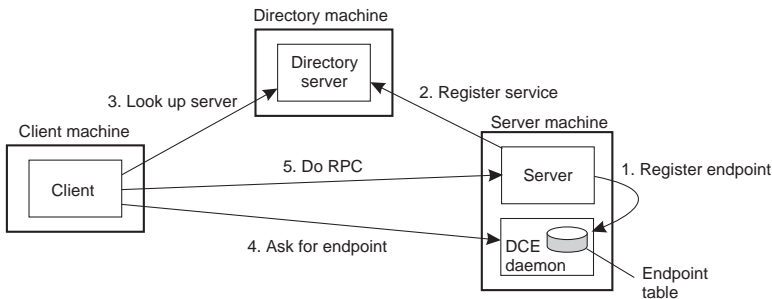 Directory machine
Directory
server
3. Look up server
2. Register service
Client machine
Server machine
Client
5. Do RPC
Server
1. Register endpoint
4. Ask for endpoint
DCE
daemon
Endpoint
table